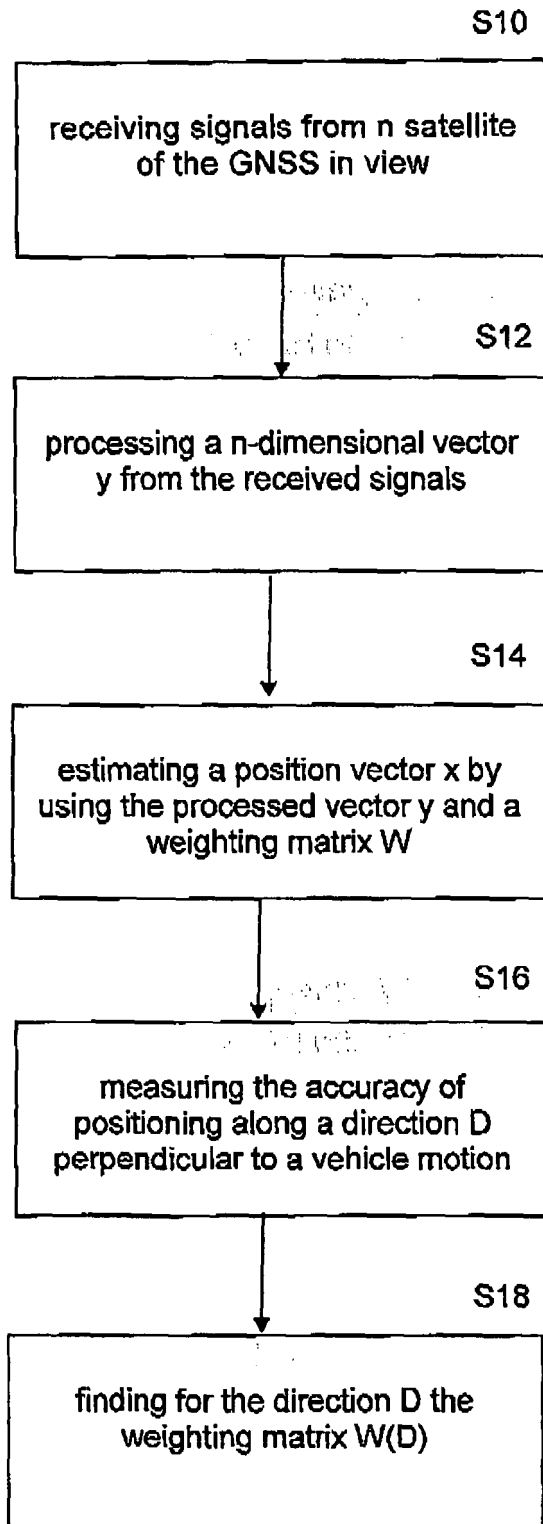 S10
receiving signals from n satellite
of the GNSS in view
S12
processing a n-dimensional vector
y from the received signals
S14
estimating a position vector x by
using the processed vector y and a
weighting matrix W
S16
measuring the accuracy of
positioning along a direction D
perpendicular to a vehicle motion
S18
finding for the direction D the
weighting matrix W(D)